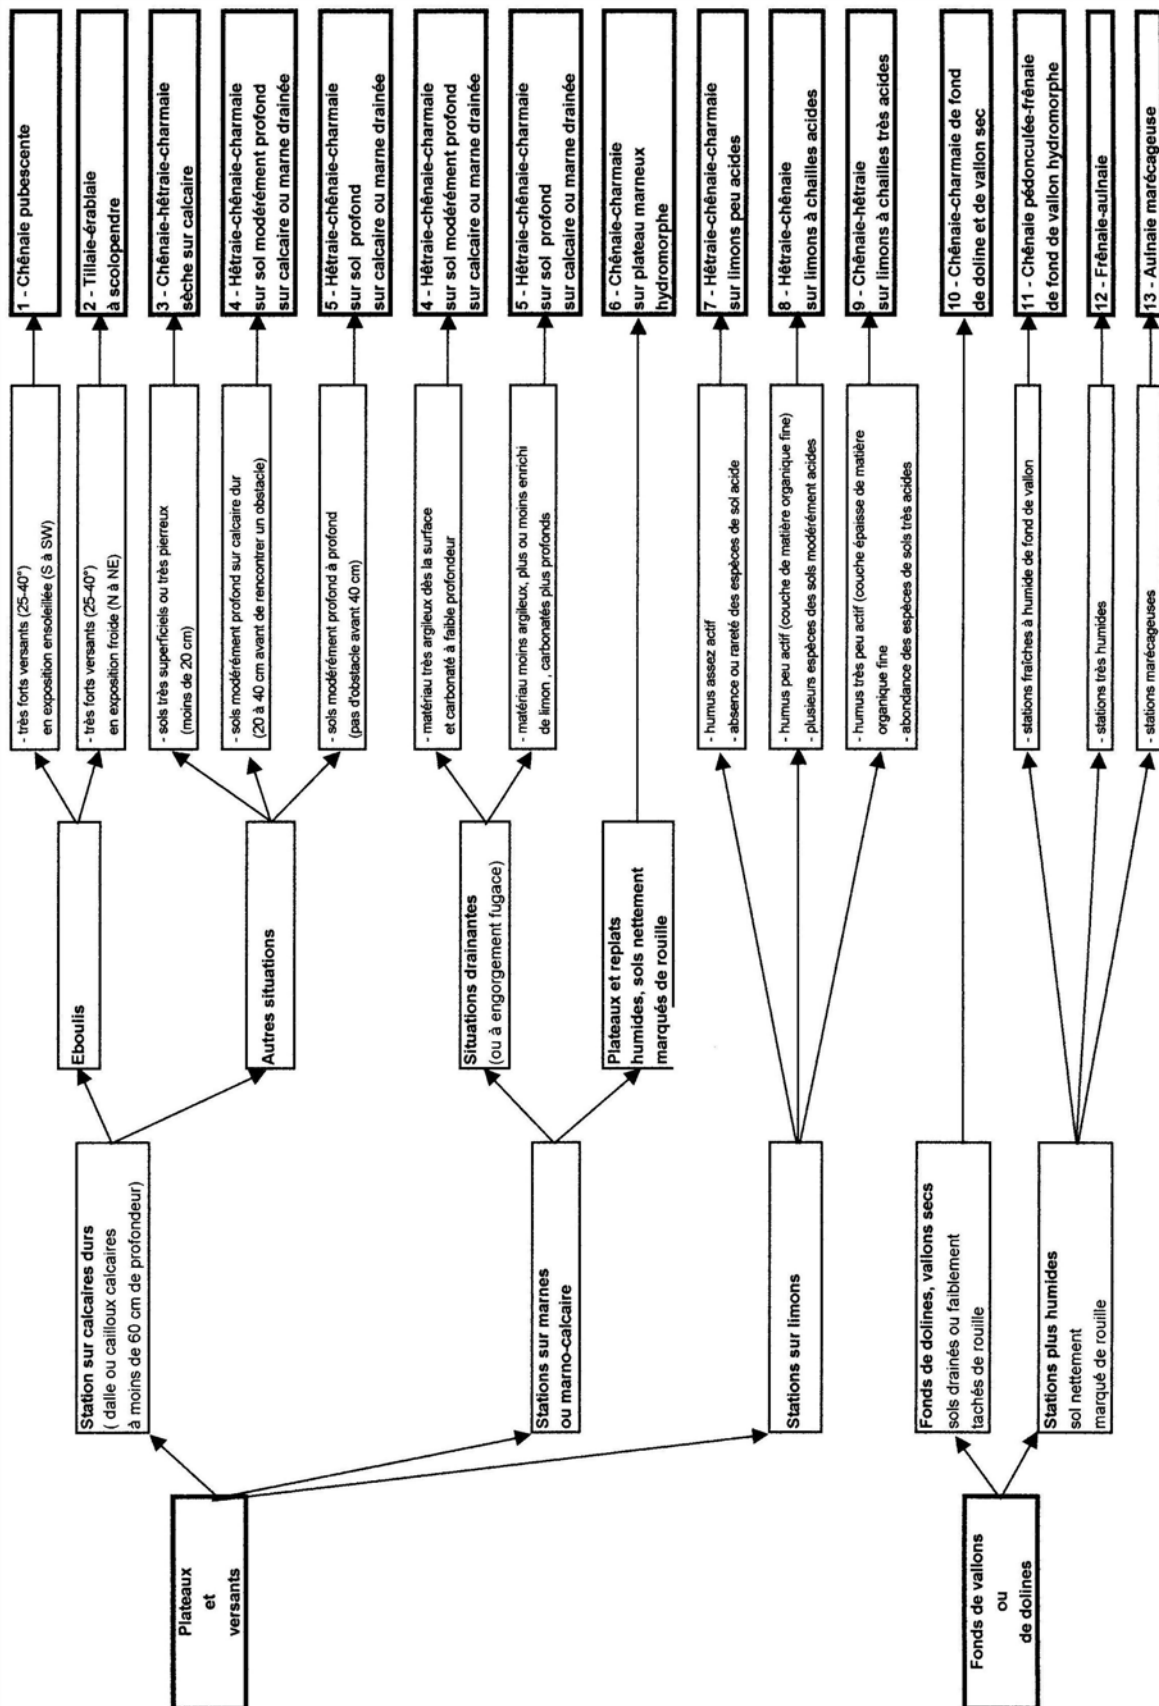 Plateaux
et
versants
Fonds de vallons
ou
de dolines
Station sur calcaires durs
( dalle ou cailloux calcaires
à moins de 60 cm de profondeur)
Stations sur marnes
ou marno-calcaire
Stations sur limons
Fonds de dolines, vallons secs
sols drainés ou faiblement
tachés de rouille
Stations plus humides
sol nettement
marqué de rouille
Eboulis
Autres situations
Situations drainantes
(ou à engorgement fugace)
Plateaux et replats
humides, sols nettement
marqués de rouille
- très forts versants (25-40°)
en exposition ensoleillée (S à SW)
- très forts versants (25-40°)
en exposition froide (N à NE)
- sols très superficiels ou très pierreux
(moins de 20 cm)
- sols modérément profond sur calcaire dur
(20 à 40 cm avant de rencontrer un obstacle)
- sols modérément profond à profond
(pas d'obstacle avant 40 cm)
- matériau très argileux dès la surface
et carbonaté à faible profondeur
- matériau moins argileux, plus ou moins enrichi
de limon , carbonatés plus profonds
- humus assez actif
- absence ou rareté des espèces de sol acide
- humus peu actif (couche de matière organique fine)
- plusieurs espèces des sols modérément acides
- humus très peu actif (couche épaisse de matière
organique fine
- abondance des espèces de sols très acides
- stations fraîches à humide de fond de vallon
- stations très humides
- stations marécageuses
1 - Chênaie pubescente
2 - Tillaie-érablaie
à scolopendre
3 - Chênaie-hêtraie-charmaie
sèche sur calcaire
4 - Hêtraie-chênaie-charmaie
sur sol modérément profond
sur calcaire ou marne drainée
5 - Hêtraie-chênaie-charmaie
sur sol profond
sur calcaire ou marne drainée
4 - Hêtraie-chênaie-charmaie
sur sol modérément profond
sur calcaire ou marne drainée
5 - Hêtraie-chênaie-charmaie
sur sol profond
sur calcaire ou marne drainée
6 - Chênaie-charmaie
sur plateau marneux
hydromorphe
7 - Hêtraie-chênaie-charmaie
sur limons peu acides
8 - Hêtraie-chênaie
sur limons à chailles acides
9 - Chênaie-hêtraie
sur limons à chailles très acides
10 - Chênaie-charmaie de fond
de doline et de vallon sec
11 - Chênaie pédonculée-frênaie
de fond de vallon hydromorphe
12 - Frênaie-aulnaie
13 - Aulnaie marécageuse